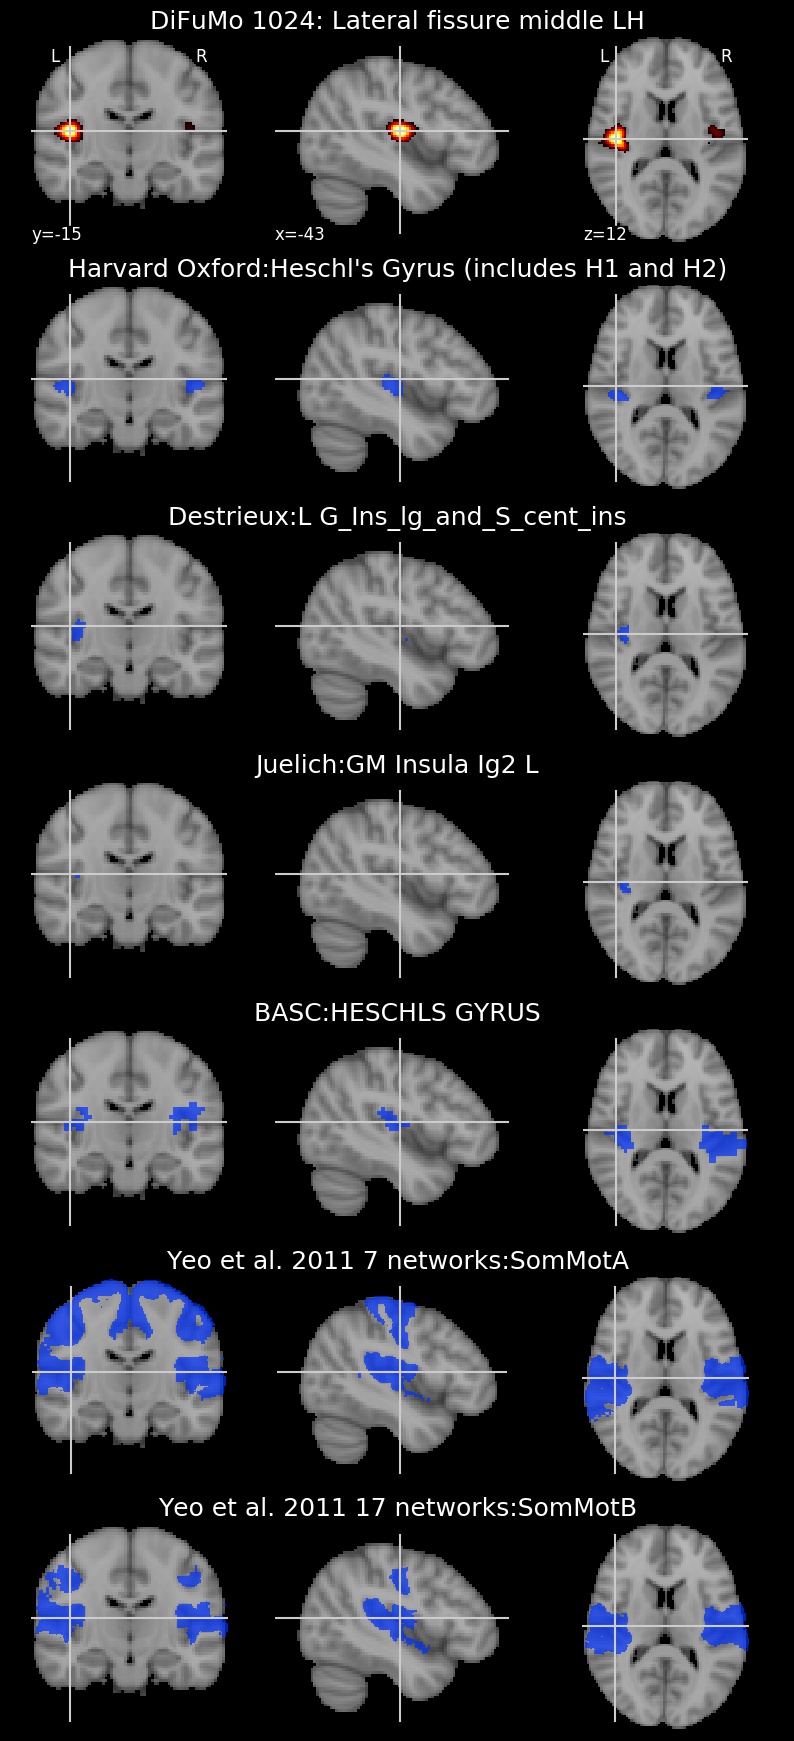 DiFuMo 1024: Lateral fissure middle LH
L R L R
y=-15 x=-43 z=12
Harvard Oxford:Heschl's Gyrus (includes H1 and H2)
Destrieux:L G_Ins_lg_and_S_cent_ins
Juelich:GM Insula Ig2 L
BASC:HESCHLS GYRUS
Yeo et al. 2011 7 networks:SomMotA
Yeo et al. 2011 17 networks:SomMotB